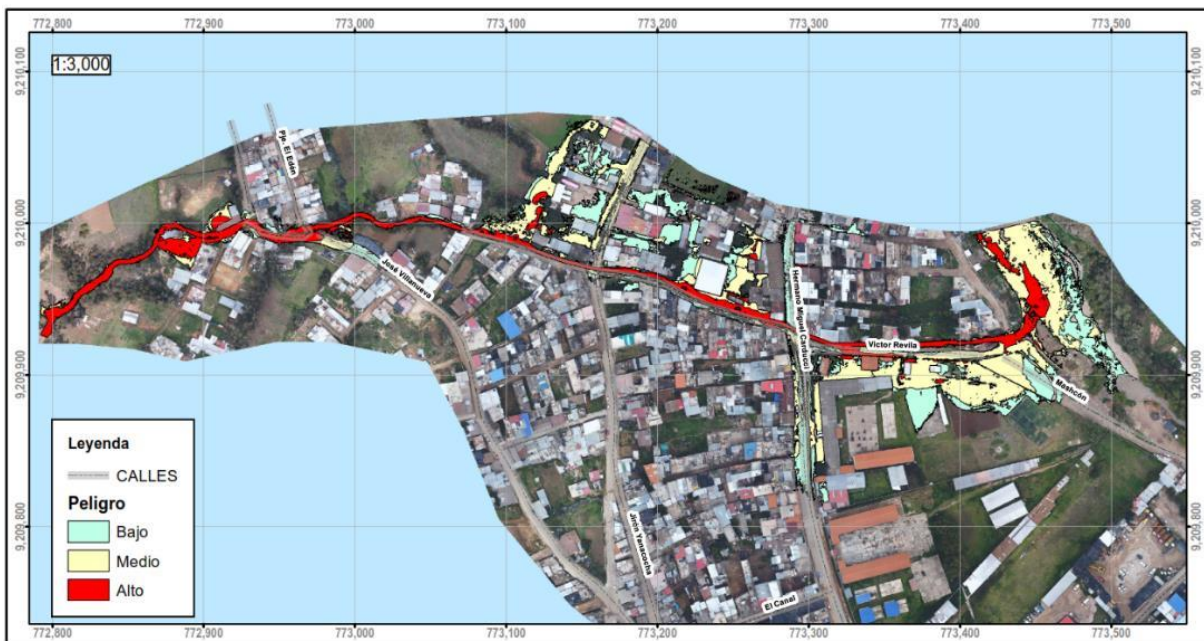 772,800 772,900 773,000 773,100 773,200 773,300 773,400 773,500
1:3,000
9,210,100 9,210,100
Pje. El Edén
9,210,000 9,210,000
José Villanueva
Hermano Miguel Carducci
Victor Revila
9,209,900 9,209,900
Mashcón
Leyenda
CALLES
Peligro
Bajo
Medio
Alto
9,209,800 9,209,800
Jirón Yanacocha
El Canal
772,800 772,900 773,000 773,100 773,200 773,300 773,400 773,500